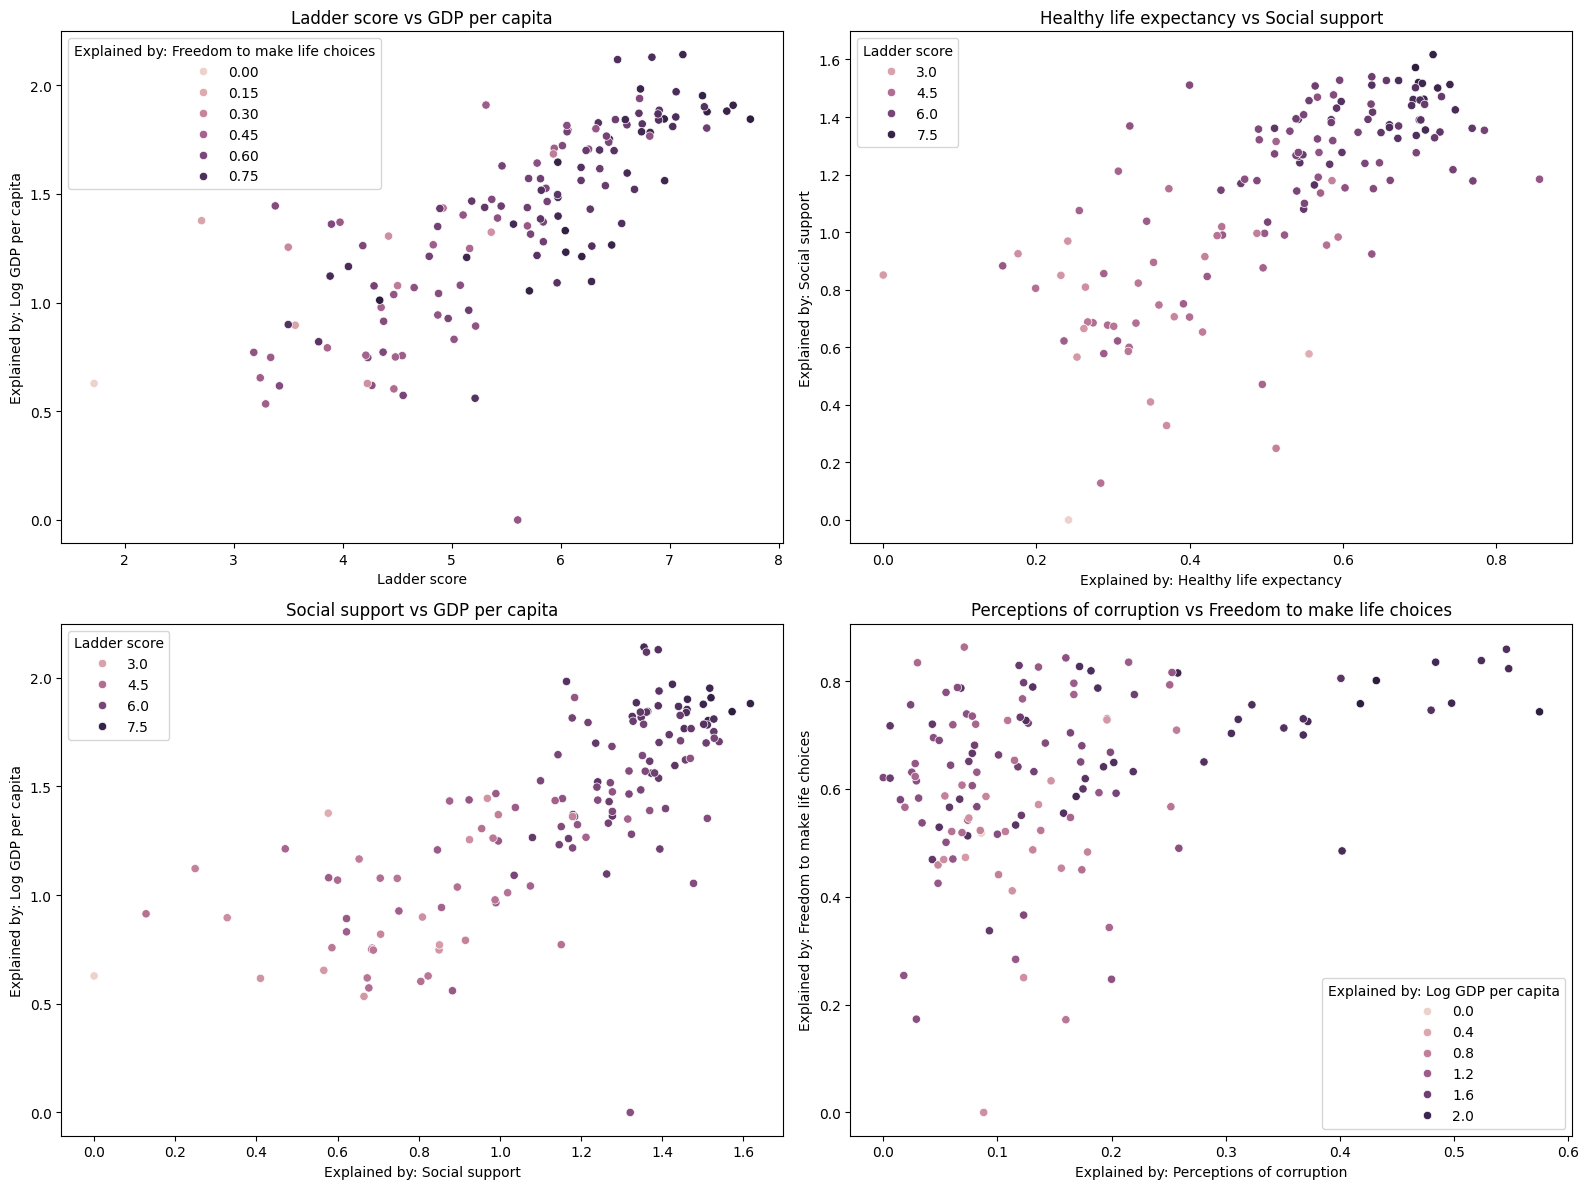 Ladder score vs GDP per capita
Explained by: Freedom to make life choices
0.00
0.15
0.30
0.45
0.60
0.75
Explained by: Log GDP per capita
2.0
1.5
1.0
0.5
0.0
2 3 4 5 6 7 8
Ladder score
Healthy life expectancy vs Social support
Ladder score
3.0
4.5
6.0
7.5
Explained by: Social support
1.6
1.4
1.2
1.0
0.8
0.6
0.4
0.2
0.0
0.0 0.2 0.4 0.6 0.8
Explained by: Healthy life expectancy
Social support vs GDP per capita
Ladder score
3.0
4.5
6.0
7.5
Explained by: Log GDP per capita
2.0
1.5
1.0
0.5
0.0
0.0 0.2 0.4 0.6 0.8 1.0 1.2 1.4 1.6
Explained by: Social support
Perceptions of corruption vs Freedom to make life choices
Explained by: Freedom to make life choices
0.8
0.6
0.4
0.2
0.0
Explained by: Log GDP per capita
0.0
0.4
0.8
1.2
1.6
2.0
0.0 0.1 0.2 0.3 0.4 0.5 0.6
Explained by: Perceptions of corruption